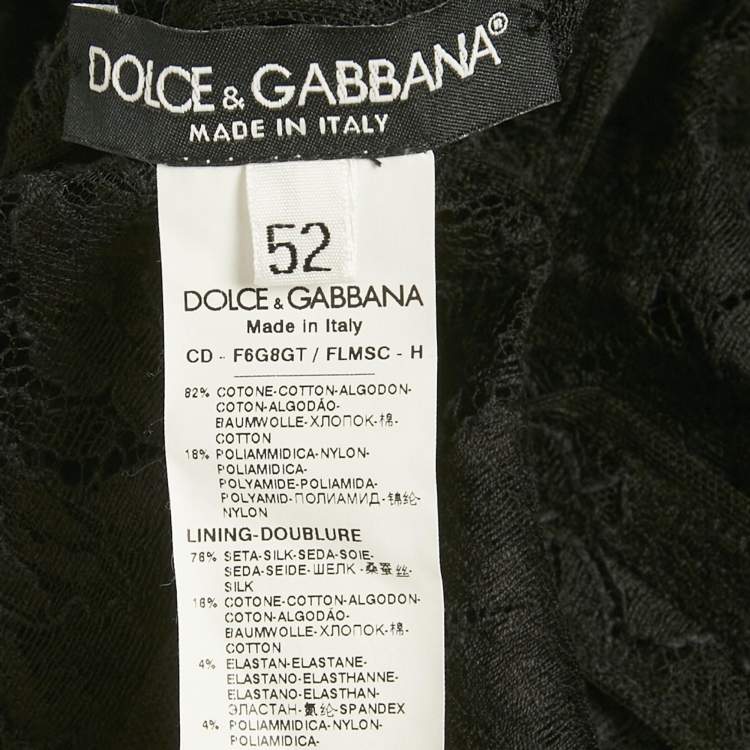 DOLCE & GABBANA®
MADE IN ITALY
52
DOLCE & GABBANA
Made in Italy
CD - F6G8GT / FLMSC - H
82% COTONE-COTTON-ALGODON-
COTON-ALGODÃO-
BAUMWOLLE-ХЛОПОК-棉-
COTTON
18% POLIAMMIDICA-NYLON-
POLIAMIDICA-
POLYAMIDE-POLIAMIDA-
POLYAMID-ПОЛИАМИД-锦纶-
NYLON
LINING-DOUBLURE
76% SETA-SILK-SEDA-SOIE-
SEDA-SEIDE-ШЕЛК-桑蚕丝-
SILK
16% COTONE-COTTON-ALGODON-
COTON-ALGODÃO-
BAUMWOLLE-ХЛОПОК-棉-
COTTON
4% ELASTAN-ELASTANE-
ELASTANO-ELASTHANNE-
ELASTANO-ELASTHAN-
ЭЛАСТАН-氨纶-SPANDEX
4% POLIAMMIDICA-NYLON-
POLIAMIDICA-